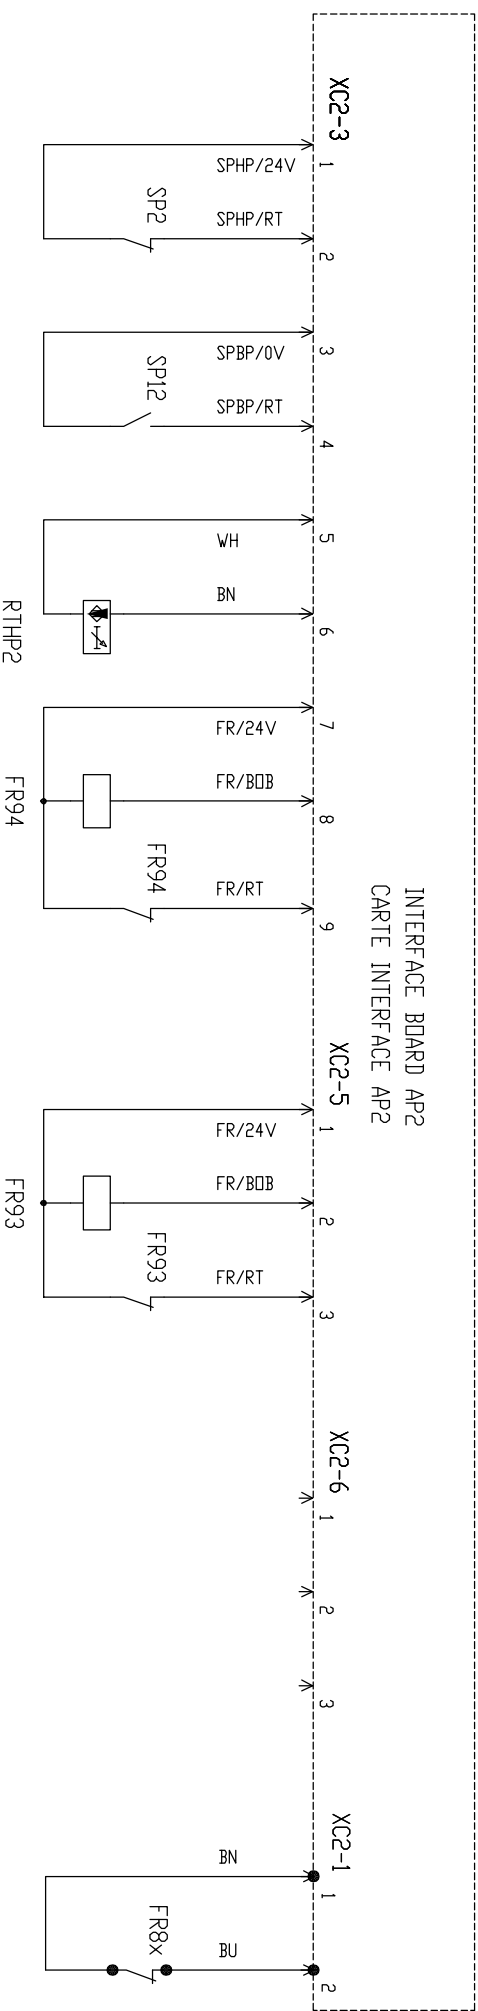 INTERFACE BOARD AP2
CARTE INTERFACE AP2
XC2-3
1
2
3
4
5
6
7
8
9
SPHP/24V
SPHP/RT
SP2
SPBP/0V
SPBP/RT
SP12
WH
BN
RTHP2
FR/24V
FR/BOB
FR/RT
FR94
FR94
XC2-5
1
2
3
FR/24V
FR/BOB
FR/RT
FR93
FR93
XC2-6
1
2
3
XC2-1
1
2
BN
BU
FR8x